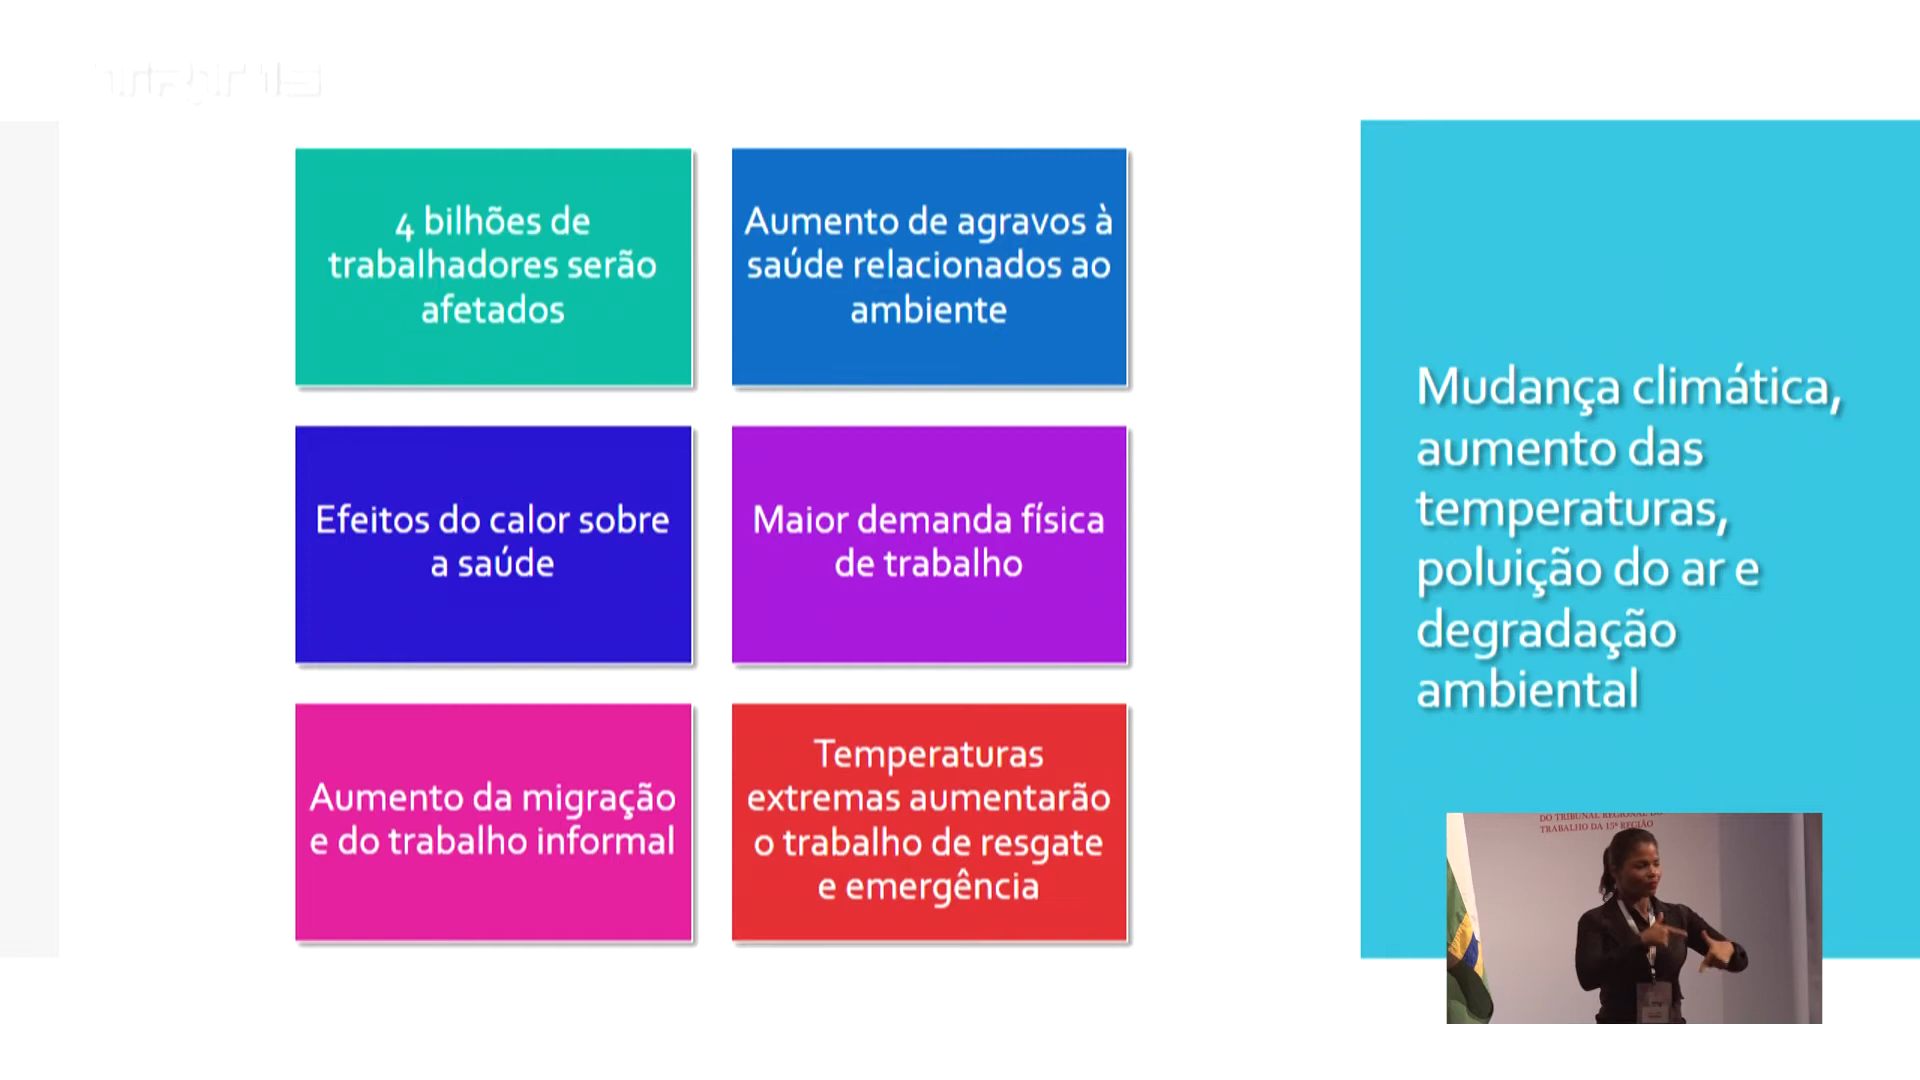 TRT 15
4 bilhões de
trabalhadores serão
afetados
Aumento de agravos à
saúde relacionados ao
ambiente
Efeitos do calor sobre
a saúde
Maior demanda física
de trabalho
Aumento da migração
e do trabalho informal
Temperaturas
extremas aumentarão
o trabalho de resgate
e emergência
Mudança climática,
aumento das
temperaturas,
poluição do ar e
degradação
ambiental
DO TRIBUNAL REGIONAL DO
TRABALHO DA 15ª REGIÃO